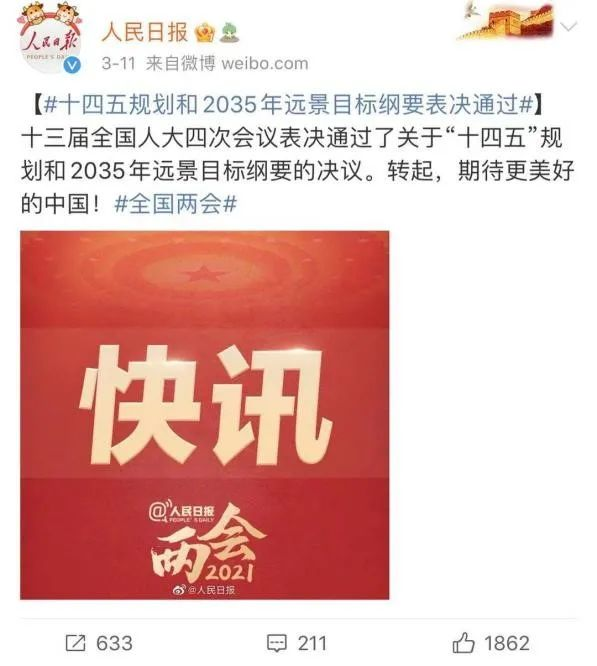 人民日报
PEOPLE'S DAILY
人民日报
3-11 来自微博 weibo.com
【#十四五规划和2035年远景目标纲要表决通过#】
十三届全国人大四次会议表决通过了关于“十四五”规
划和2035年远景目标纲要的决议。转起，期待更美好
的中国！#全国两会#
快讯
@人民日报
PEOPLE'S DAILY
两会
2021
@人民日报
633 211 1862